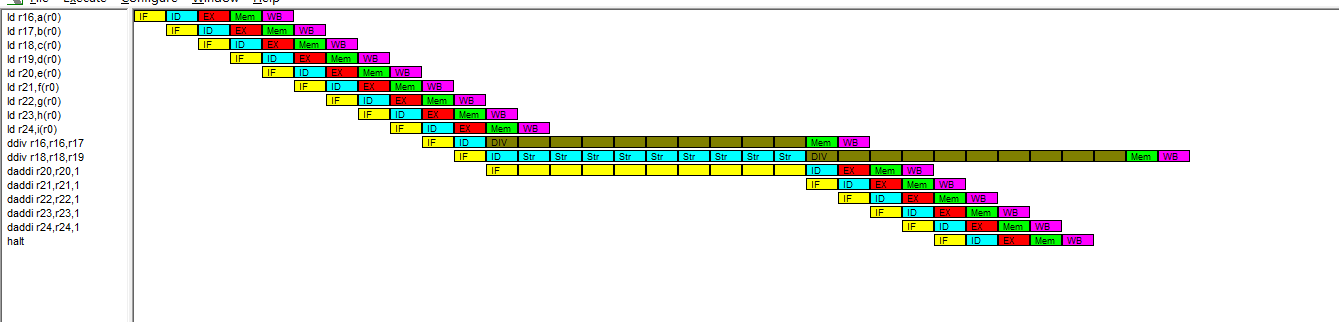 File Execute Configure Window Help
ld r16,a(r0) IF ID EX Mem WB
ld r17,b(r0) IF ID EX Mem WB
ld r18,c(r0) IF ID EX Mem WB
ld r19,d(r0) IF ID EX Mem WB
ld r20,e(r0) IF ID EX Mem WB
ld r21,f(r0) IF ID EX Mem WB
ld r22,g(r0) IF ID EX Mem WB
ld r23,h(r0) IF ID EX Mem WB
ld r24,i(r0) IF ID EX Mem WB
ddiv r16,r16,r17 IF ID DIV Mem WB
ddiv r18,r18,r19 IF ID Str Str Str Str Str Str Str Str Str DIV Mem WB
daddi r20,r20,1 IF ID EX Mem WB
daddi r21,r21,1 IF ID EX Mem WB
daddi r22,r22,1 IF ID EX Mem WB
daddi r23,r23,1 IF ID EX Mem WB
daddi r24,r24,1 IF ID EX Mem WB
halt IF ID EX Mem WB